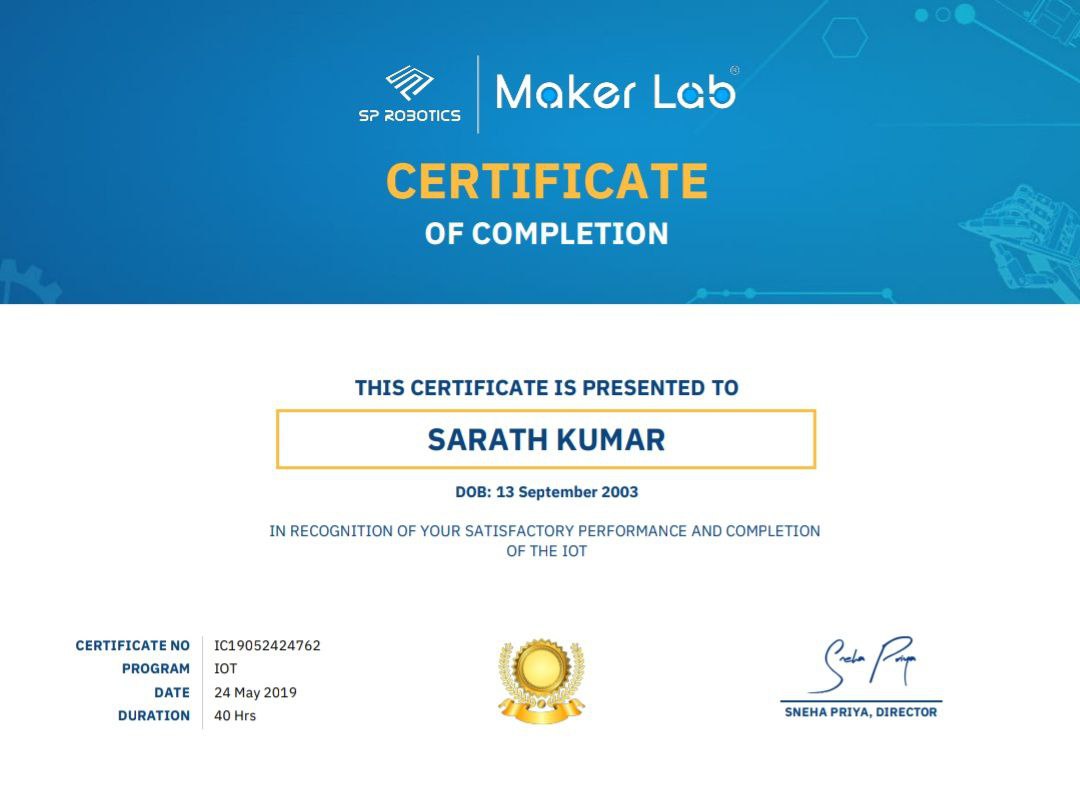 SP ROBOTICS
Maker Lab®
CERTIFICATE
OF COMPLETION
THIS CERTIFICATE IS PRESENTED TO
SARATH KUMAR
DOB: 13 September 2003
IN RECOGNITION OF YOUR SATISFACTORY PERFORMANCE AND COMPLETION
OF THE IOT
CERTIFICATE NO IC19052424762
PROGRAM IOT
DATE 24 May 2019
DURATION 40 Hrs
Sneha Priya
SNEHA PRIYA, DIRECTOR